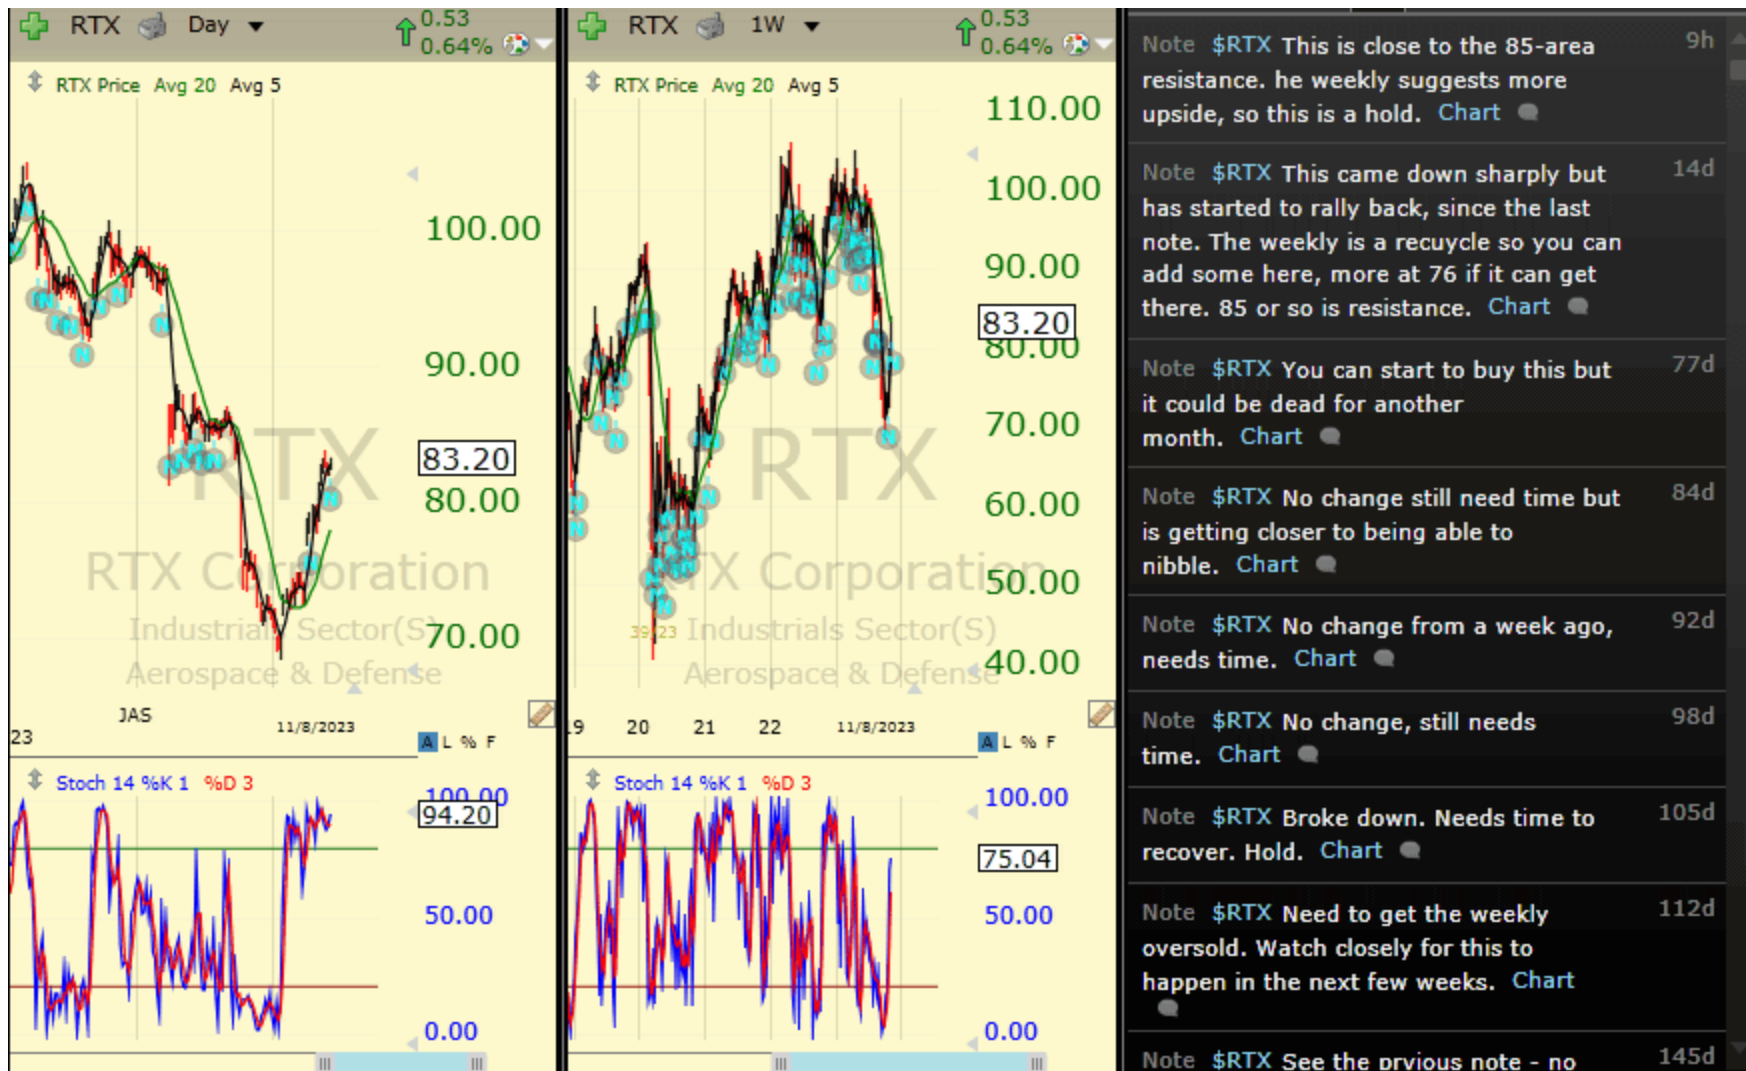 RTX Day
0.53
0.64%
RTX Price Avg 20 Avg 5
100.00
90.00
83.20
80.00
70.00
RTX
RTX Corporation
Industrial Sector(S)
Aerospace & Defense
JAS
11/8/2023
23
A L % F
Stoch 14 %K 1 %D 3
100.00
94.20
50.00
0.00
RTX 1W
0.53
0.64%
RTX Price Avg 20 Avg 5
110.00
100.00
90.00
83.20
80.00
70.00
60.00
50.00
40.00
RTX
TX Corporation
Industrials Sector(S)
Aerospace & Defense
19 20 21 22 11/8/2023
A L % F
Stoch 14 %K 1 %D 3
100.00
75.04
50.00
0.00
Note $RTX This is close to the 85-area 9h
resistance. he weekly suggests more
upside, so this is a hold. Chart
Note $RTX This came down sharply but 14d
has started to rally back, since the last
note. The weekly is a recuycle so you can
add some here, more at 76 if it can get
there. 85 or so is resistance. Chart
Note $RTX You can start to buy this but 77d
it could be dead for another
month. Chart
Note $RTX No change still need time but 84d
is getting closer to being able to
nibble. Chart
Note $RTX No change from a week ago, 92d
needs time. Chart
Note $RTX No change, still needs 98d
time. Chart
Note $RTX Broke down. Needs time to 105d
recover. Hold. Chart
Note $RTX Need to get the weekly 112d
oversold. Watch closely for this to
happen in the next few weeks. Chart
Note $RTX See the prvious note - no 145d